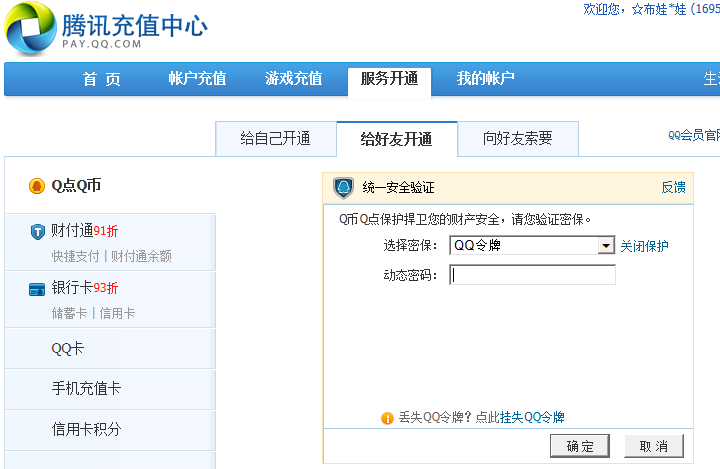 腾讯充值中心
PAY.QQ.COM
欢迎您，☆布娃*娃 (1695
首 页 帐户充值 游戏充值 服务开通 我的帐户 生
给自己开通 给好友开通 向好友索要 QQ会员官
Q点Q币
统一安全验证 反馈
Q币Q点保护捍卫您的财产安全，请您验证密保。
财付通91折
快捷支付 | 财付通余额
选择密保： QQ令牌 关闭保护
动态密码：
银行卡93折
储蓄卡 | 信用卡
QQ卡
手机充值卡
信用卡积分
丢失QQ令牌？点此挂失QQ令牌
确 定 取 消